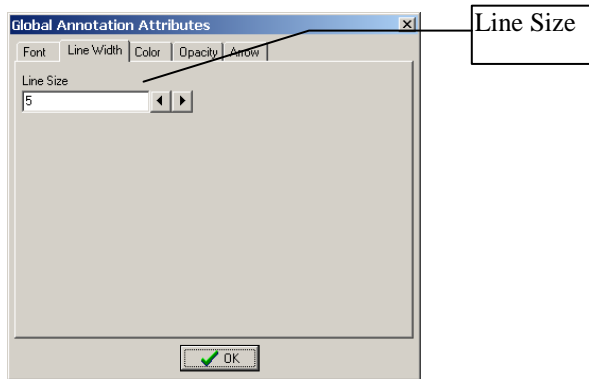 Global Annotation Attributes
Line Size
Font Line Width Color Opacity Arrow
Line Size
5
OK